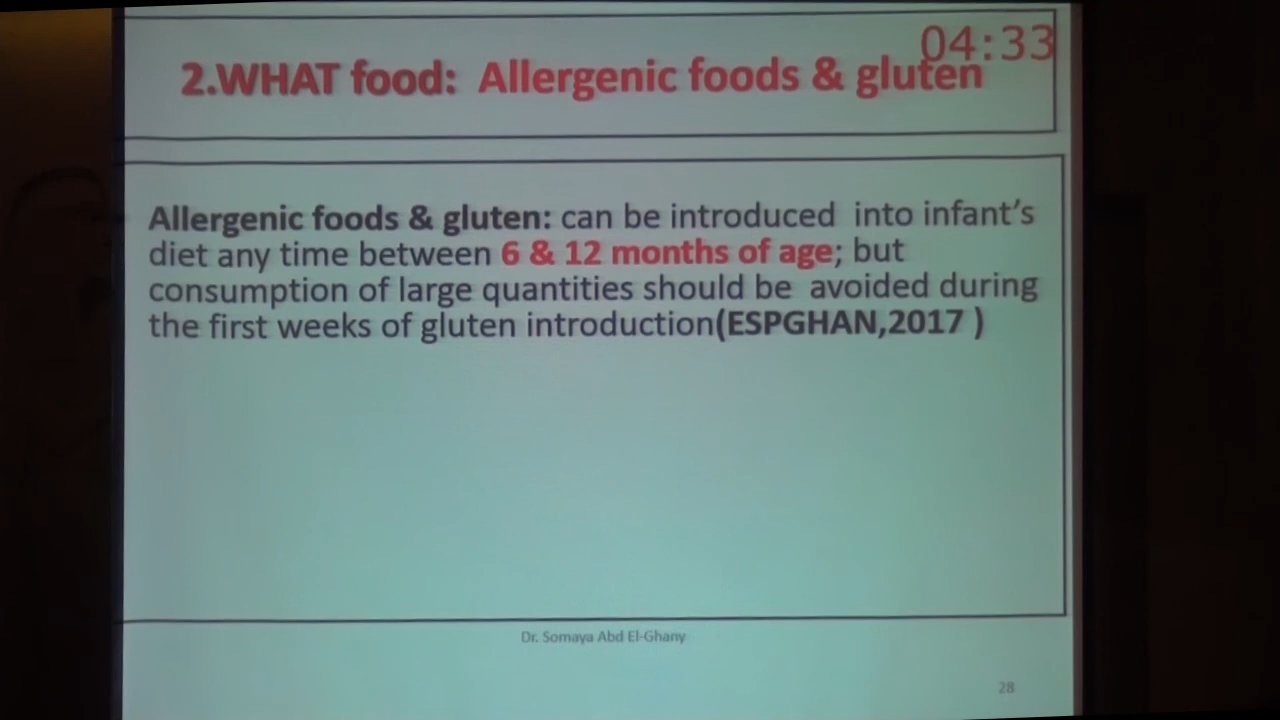 04:33
2.WHAT food: Allergenic foods & gluten
Allergenic foods & gluten: can be introduced into infant's
diet any time between 6 & 12 months of age; but
consumption of large quantities should be avoided during
the first weeks of gluten introduction(ESPGHAN,2017 )
Dr. Somaya Abd El-Ghany
28